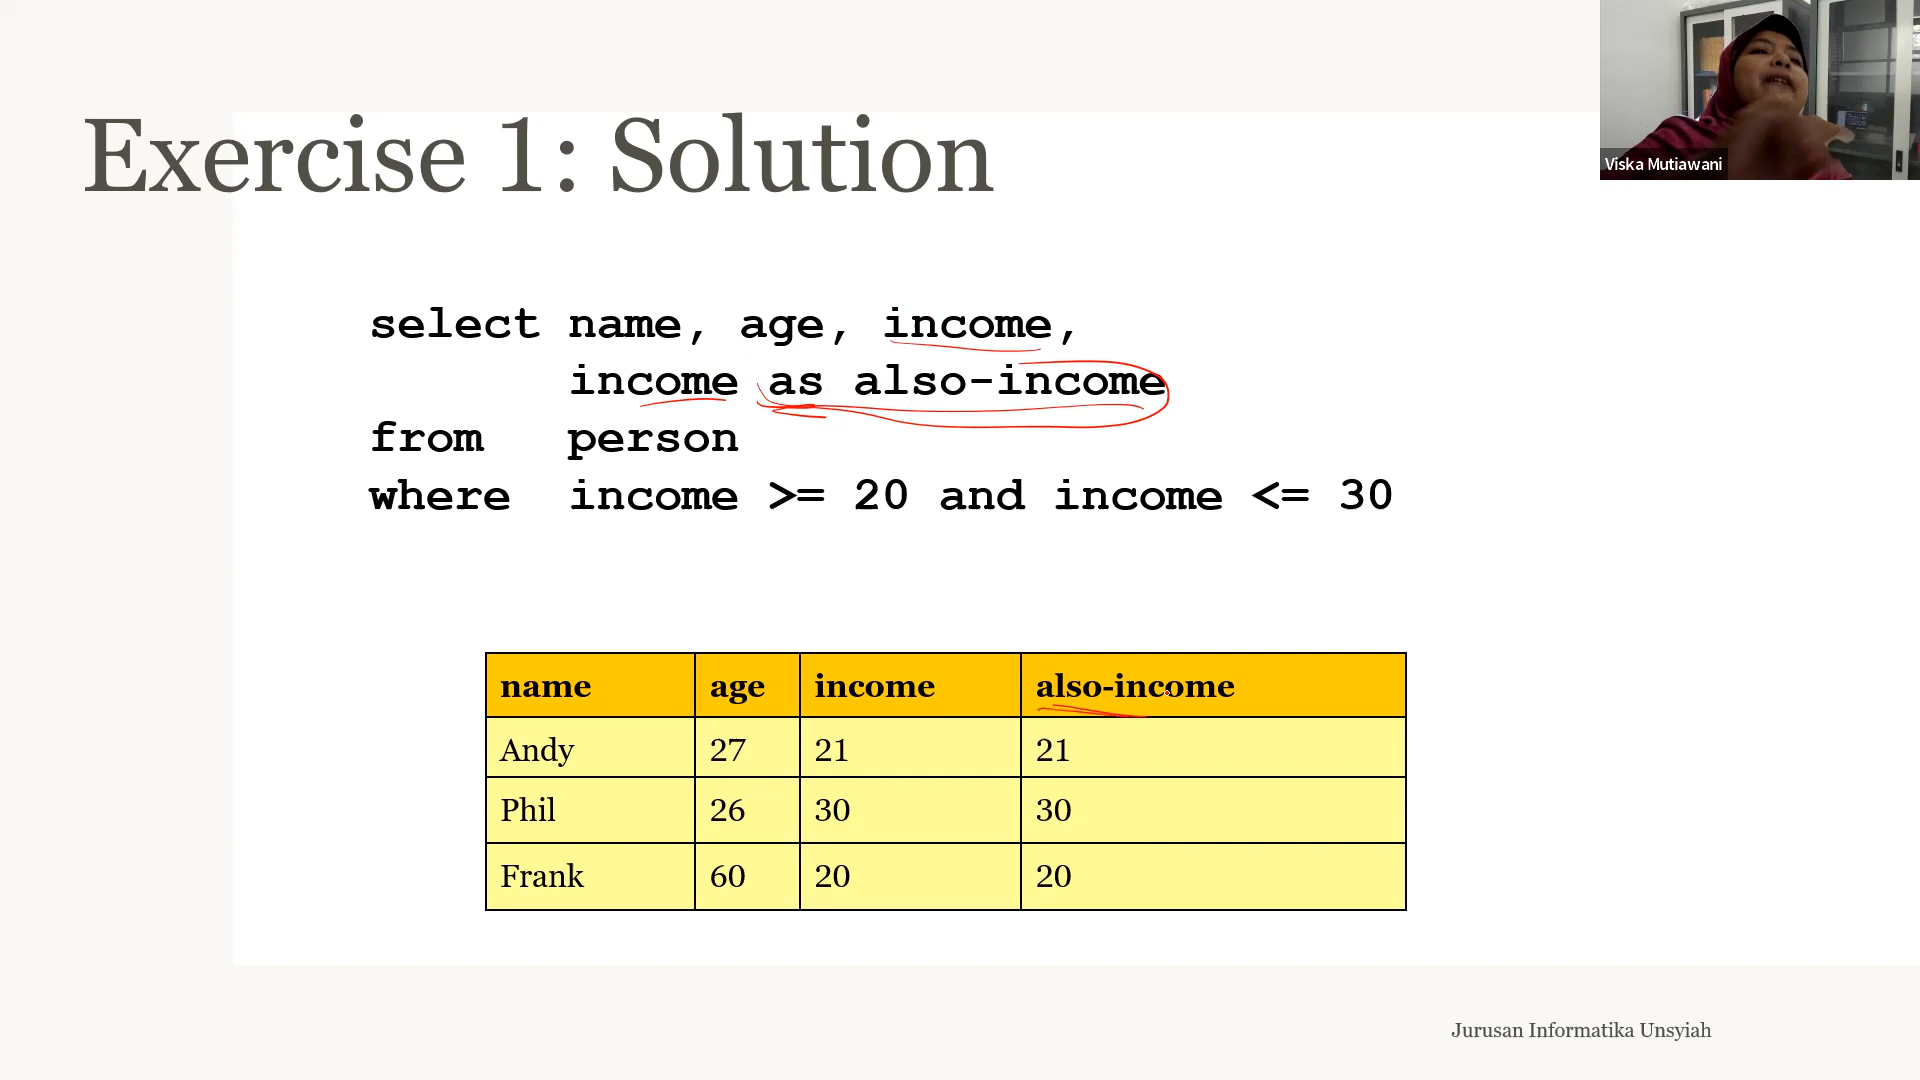 Exercise 1: Solution
Viska Mutiawani
select name, age, income,
income as also-income
from person
where income >= 20 and income <= 30
name age income also-income
Andy 27 21 21
Phil 26 30 30
Frank 60 20 20
Jurusan Informatika Unsyiah